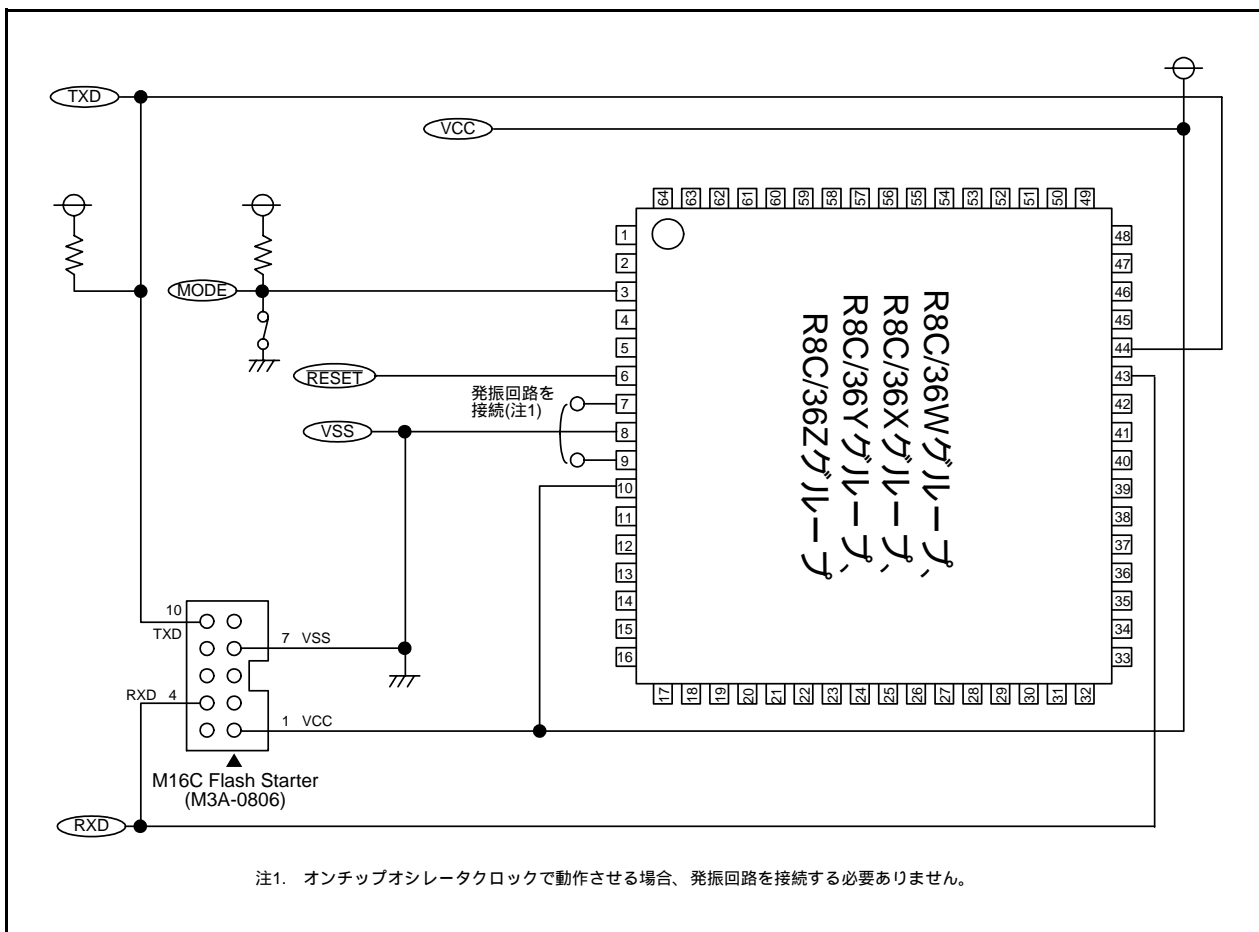 TXD
VCC
64 63 62 61 60 59 58 57 56 55 54 53 52 51 50 49
MODE
RESET
発振回路を
接続(注1)
VSS
1
2
3
4
5
6
7
8
9
10
11
12
13
14
15
16
R8C/36Wグループ、
R8C/36Xグループ、
R8C/36Yグループ、
R8C/36Zグループ
48
47
46
45
44
43
42
41
40
39
38
37
36
35
34
33
17 18 19 20 21 22 23 24 25 26 27 28 29 30 31 32
10
TXD
7 VSS
RXD 4
1 VCC
M16C Flash Starter
(M3A-0806)
RXD
注1. オンチップオシレータクロックで動作させる場合、発振回路を接続する必要ありません。